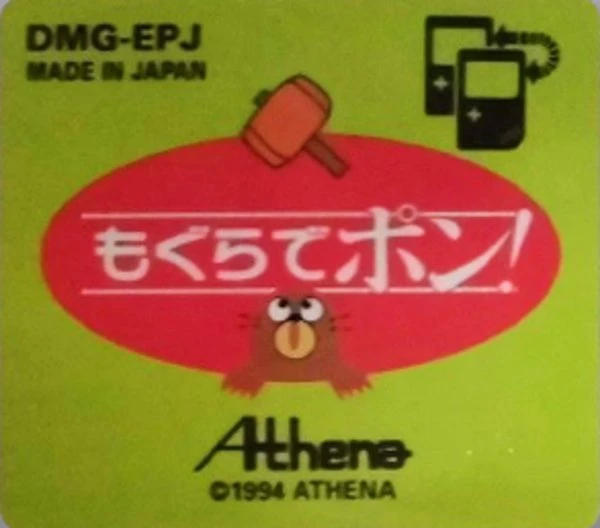 DMG-EPJ
MADE IN JAPAN
もぐらでポン!
Athena
©1994 ATHENA